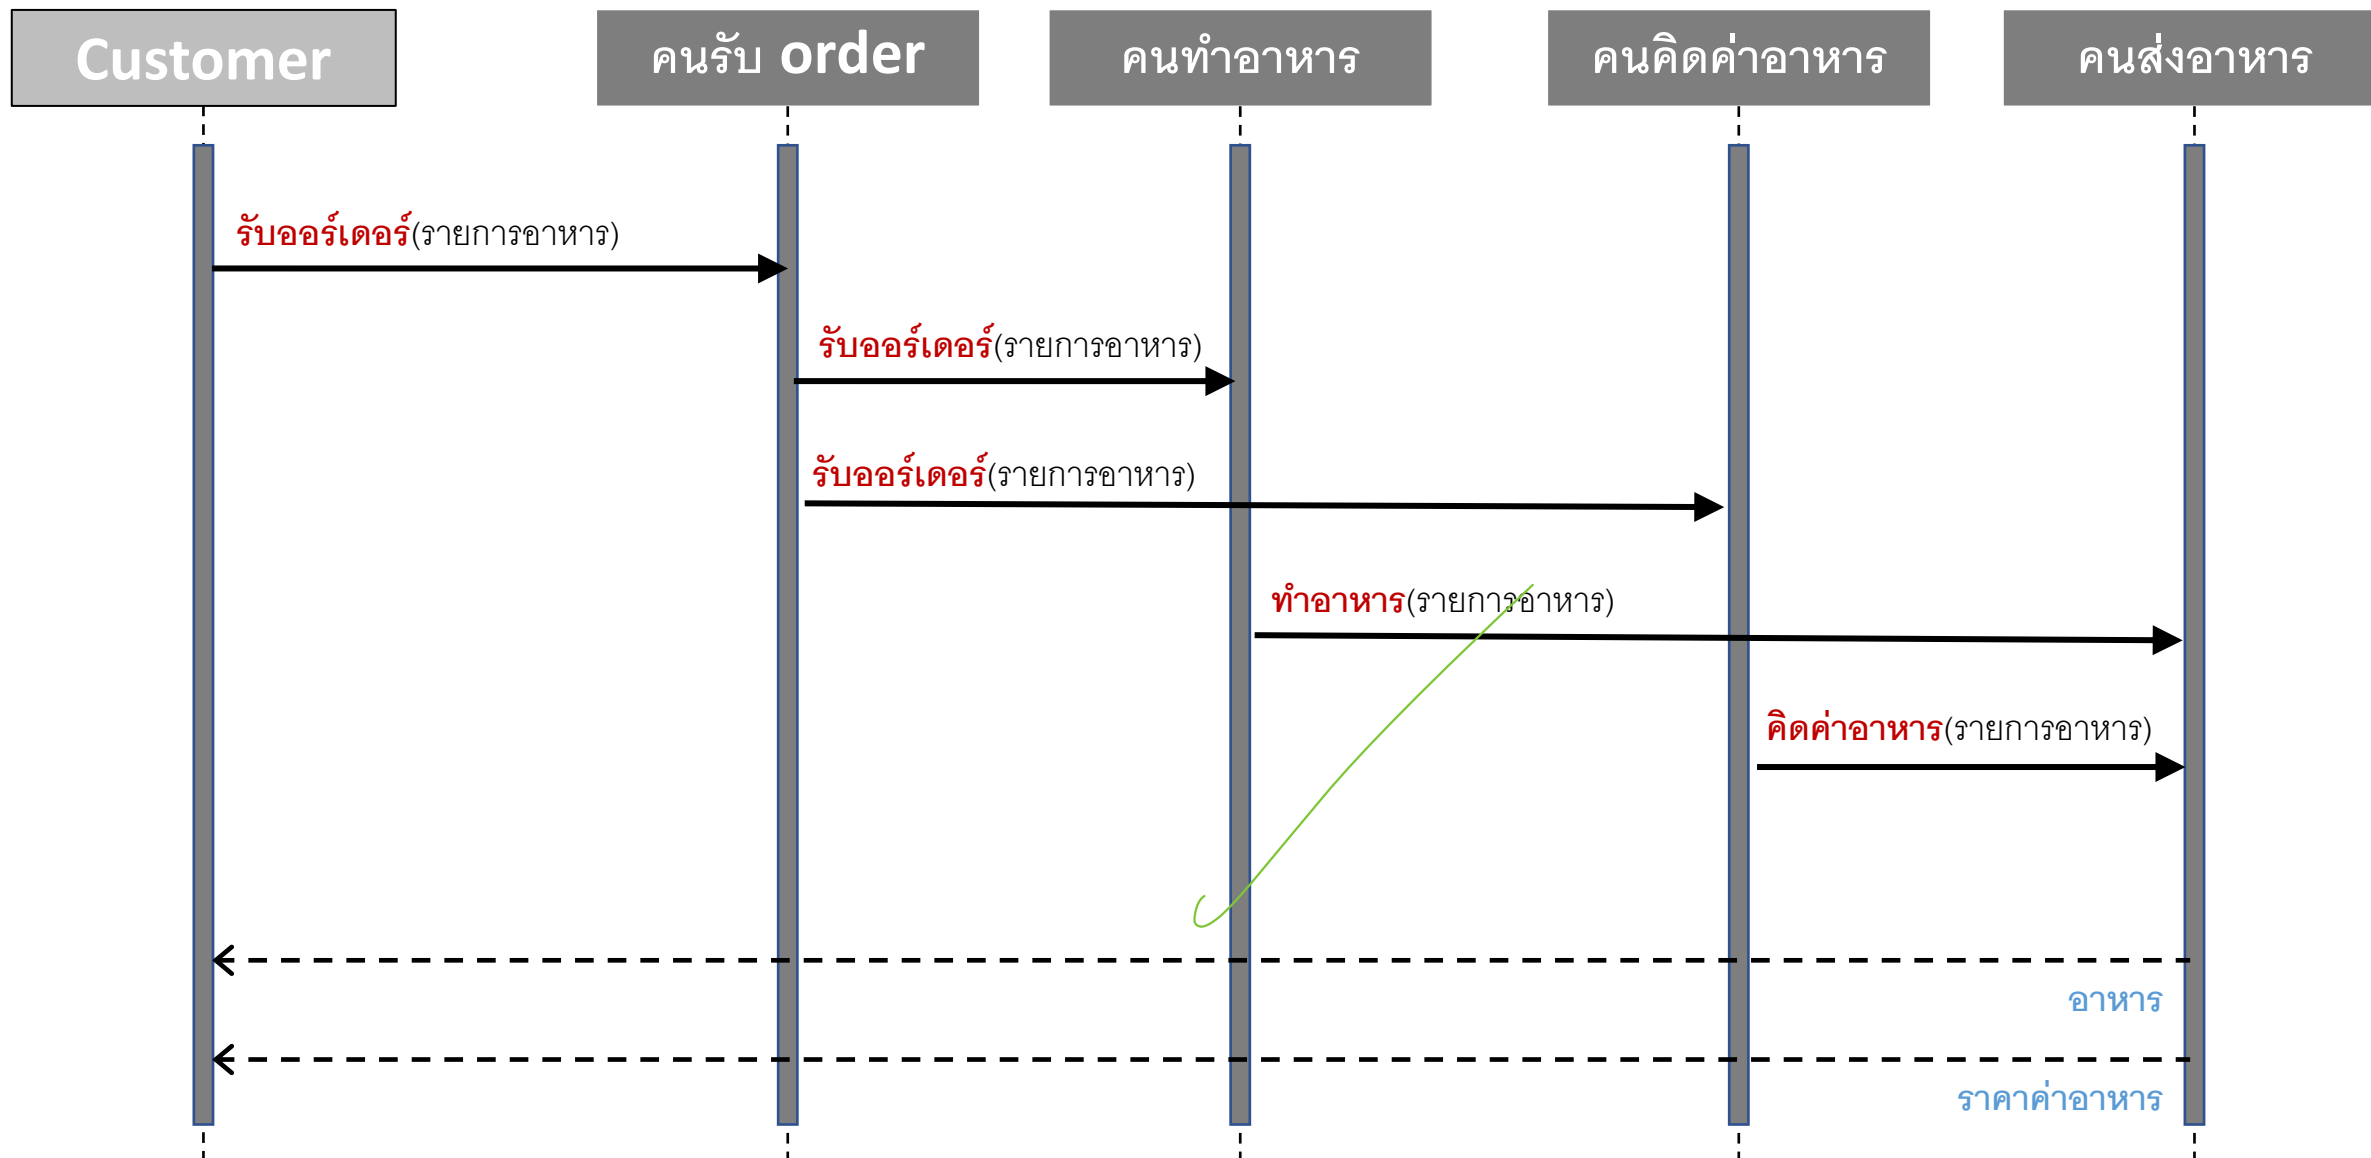 Customer
คนรับ order
คนทำอาหาร
คนคิดค่าอาหาร
คนส่งอาหาร
รับออร์เดอร์(รายการอาหาร)
รับออร์เดอร์(รายการอาหาร)
รับออร์เดอร์(รายการอาหาร)
ทำอาหาร(รายการอาหาร)
คิดค่าอาหาร(รายการอาหาร)
อาหาร
ราคาค่าอาหาร